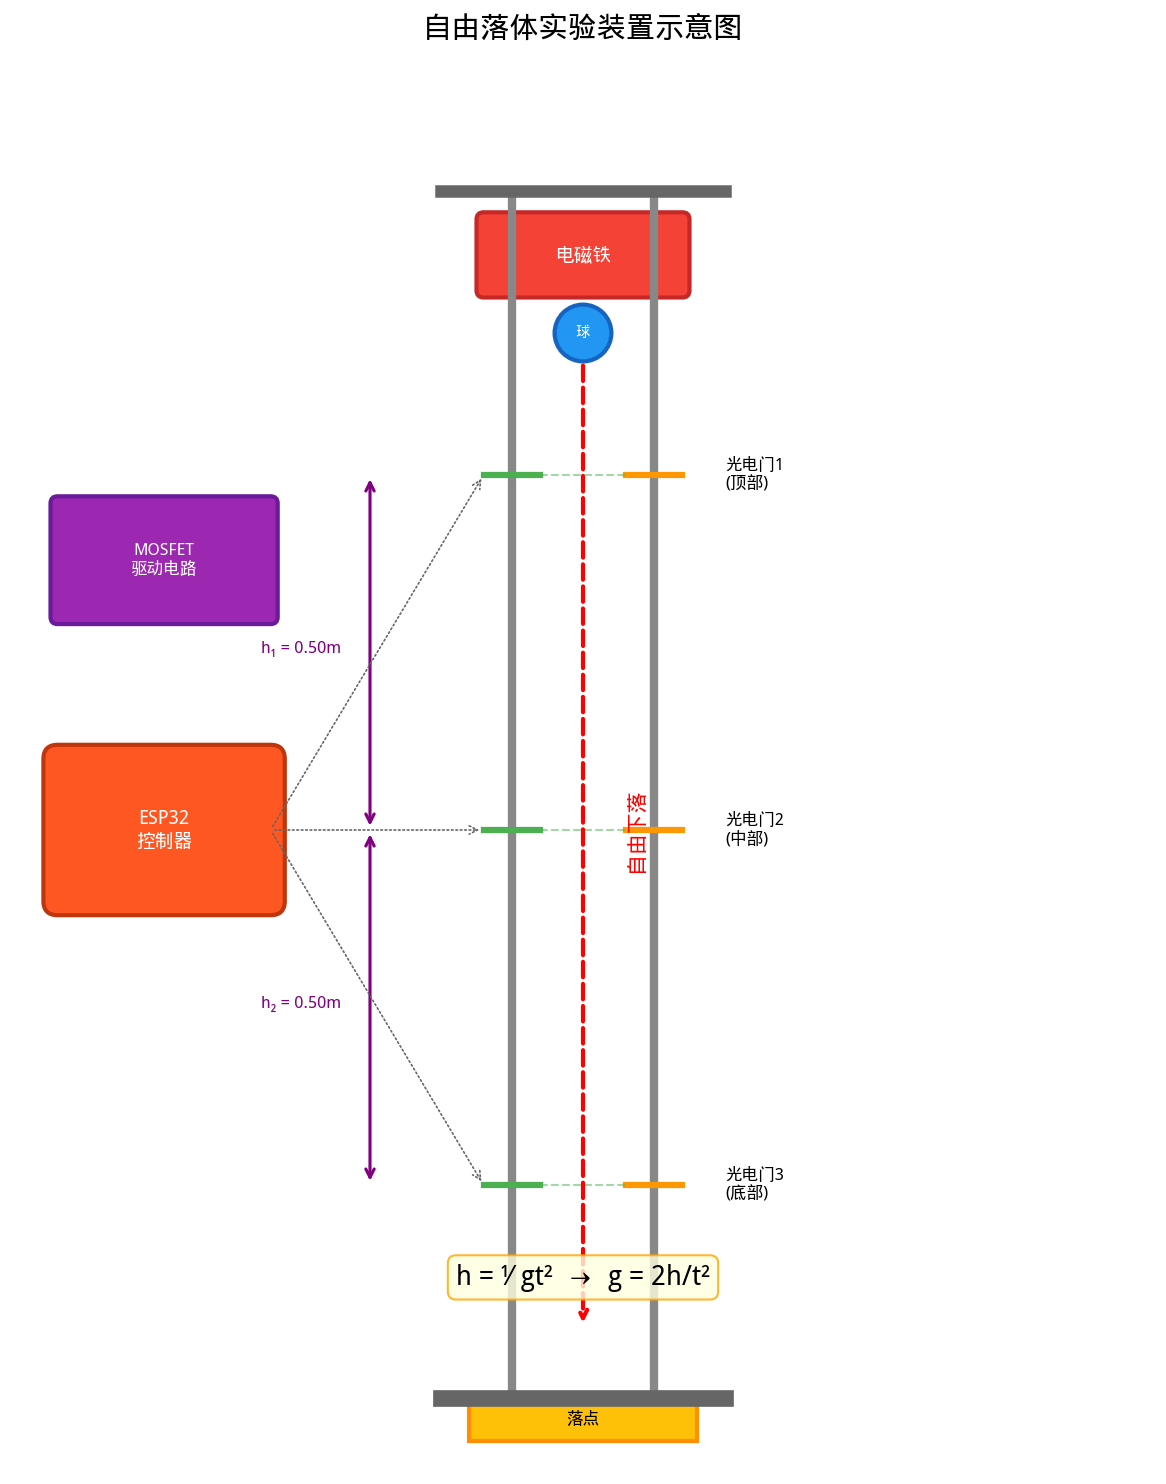 自由落体实验装置示意图
电磁铁
球
光电门1
(顶部)
MOSFET
驱动电路
h₁ = 0.50m
ESP32
控制器
自由下落
光电门2
(中部)
h₂ = 0.50m
光电门3
(底部)
h = ⅟ gt² → g = 2h/t²
落点